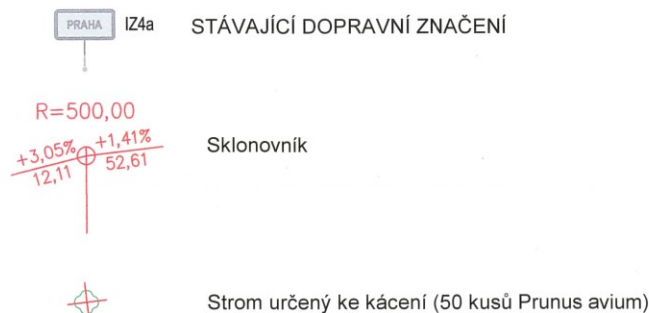 PRAHA IZ4a STÁVAJÍCÍ DOPRAVNÍ ZNAČENÍ
R=500,00
+3,05% +1,41%
12,11 52,61
Sklonovník
Strom určený ke kácení (50 kusů Prunus avium)